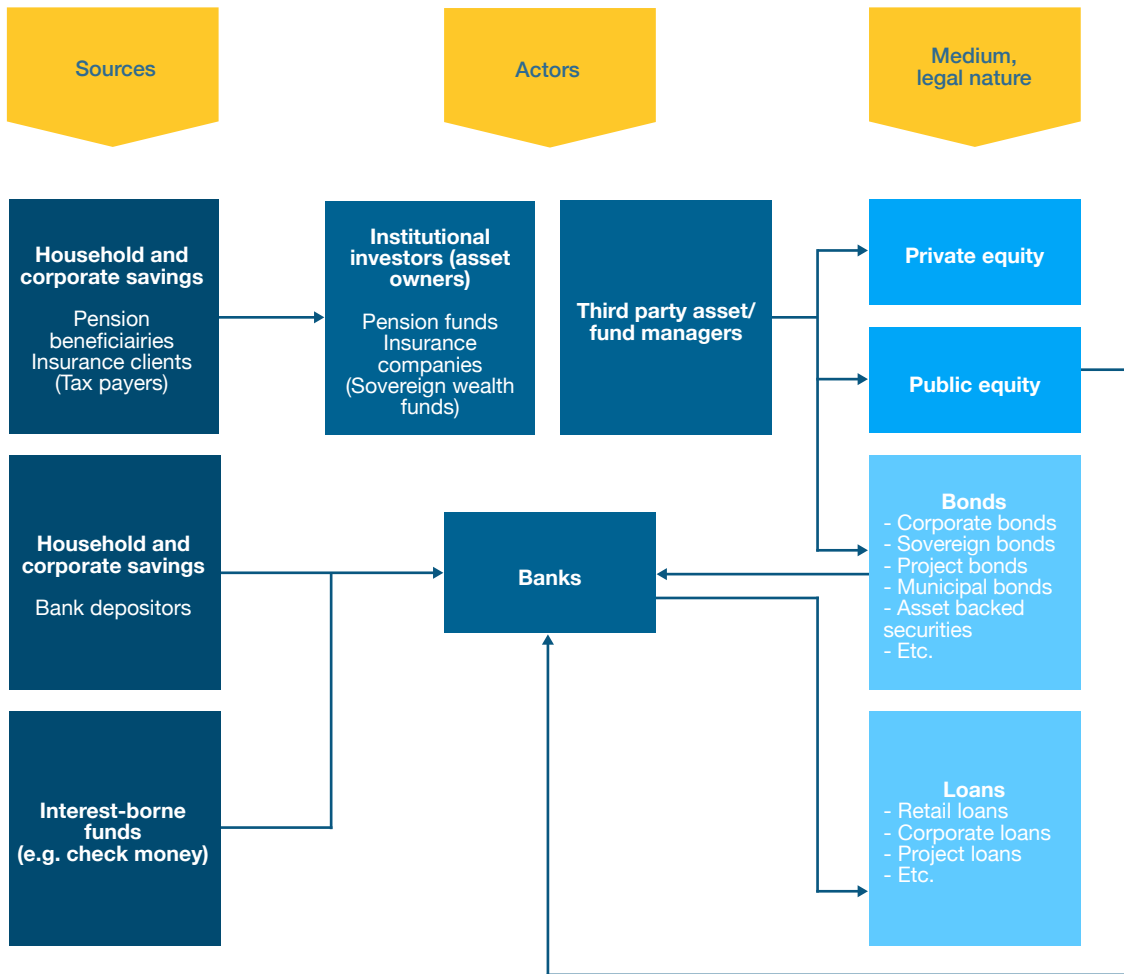 Sources
Actors
Medium,
legal nature
Household and
corporate savings
Pension
beneficiairies
Insurance clients
(Tax payers)
Institutional
investors (asset
owners)
Pension funds
Insurance
companies
(Sovereign wealth
funds)
Third party asset/
fund managers
Private equity
Public equity
Household and
corporate savings
Bank depositors
Banks
Bonds
- Corporate bonds
- Sovereign bonds
- Project bonds
- Municipal bonds
- Asset backed
securities
- Etc.
Interest-borne
funds
(e.g. check money)
Loans
- Retail loans
- Corporate loans
- Project loans
- Etc.